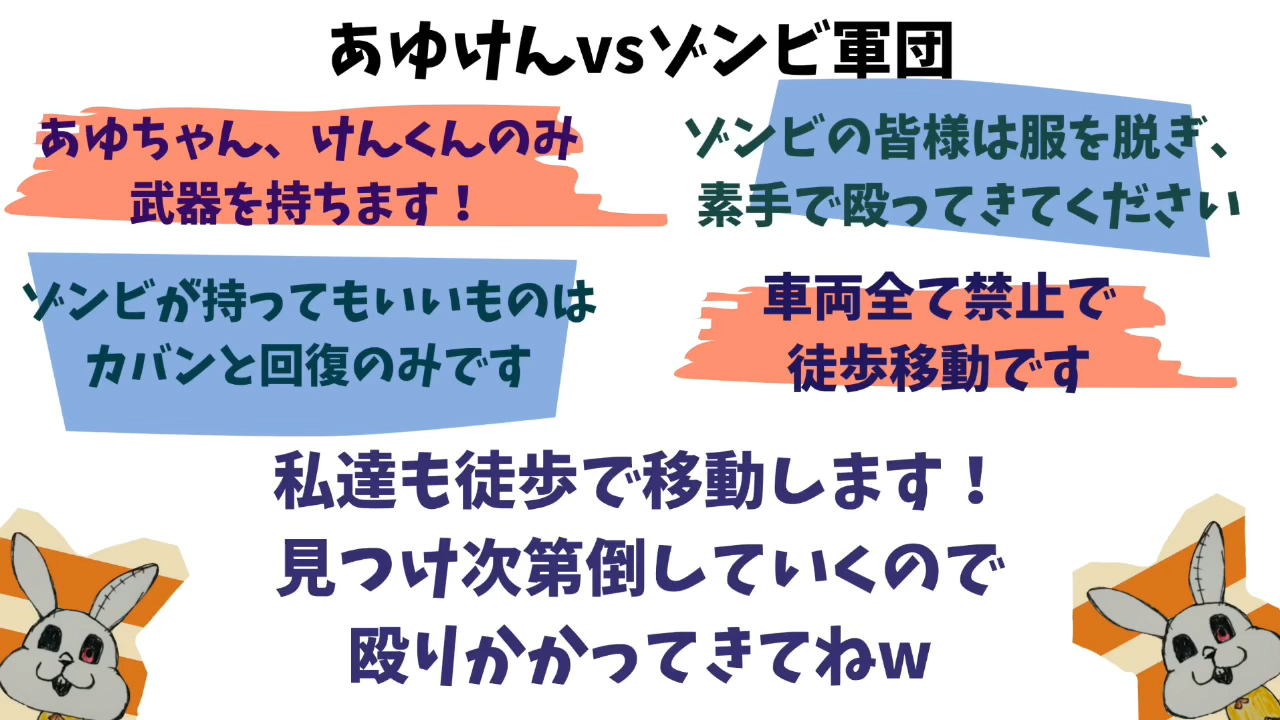 あゆけんvsゾンビ軍団
あゆちゃん、けんくんのみ
武器を持ちます！
ゾンビの皆様は服を脱ぎ、
素手で殴ってきてください
ゾンビが持ってもいいものは
カバンと回復のみです
車両全て禁止で
徒歩移動です
私達も徒歩で移動します！
見つけ次第倒していくので
殴りかかってきてねw